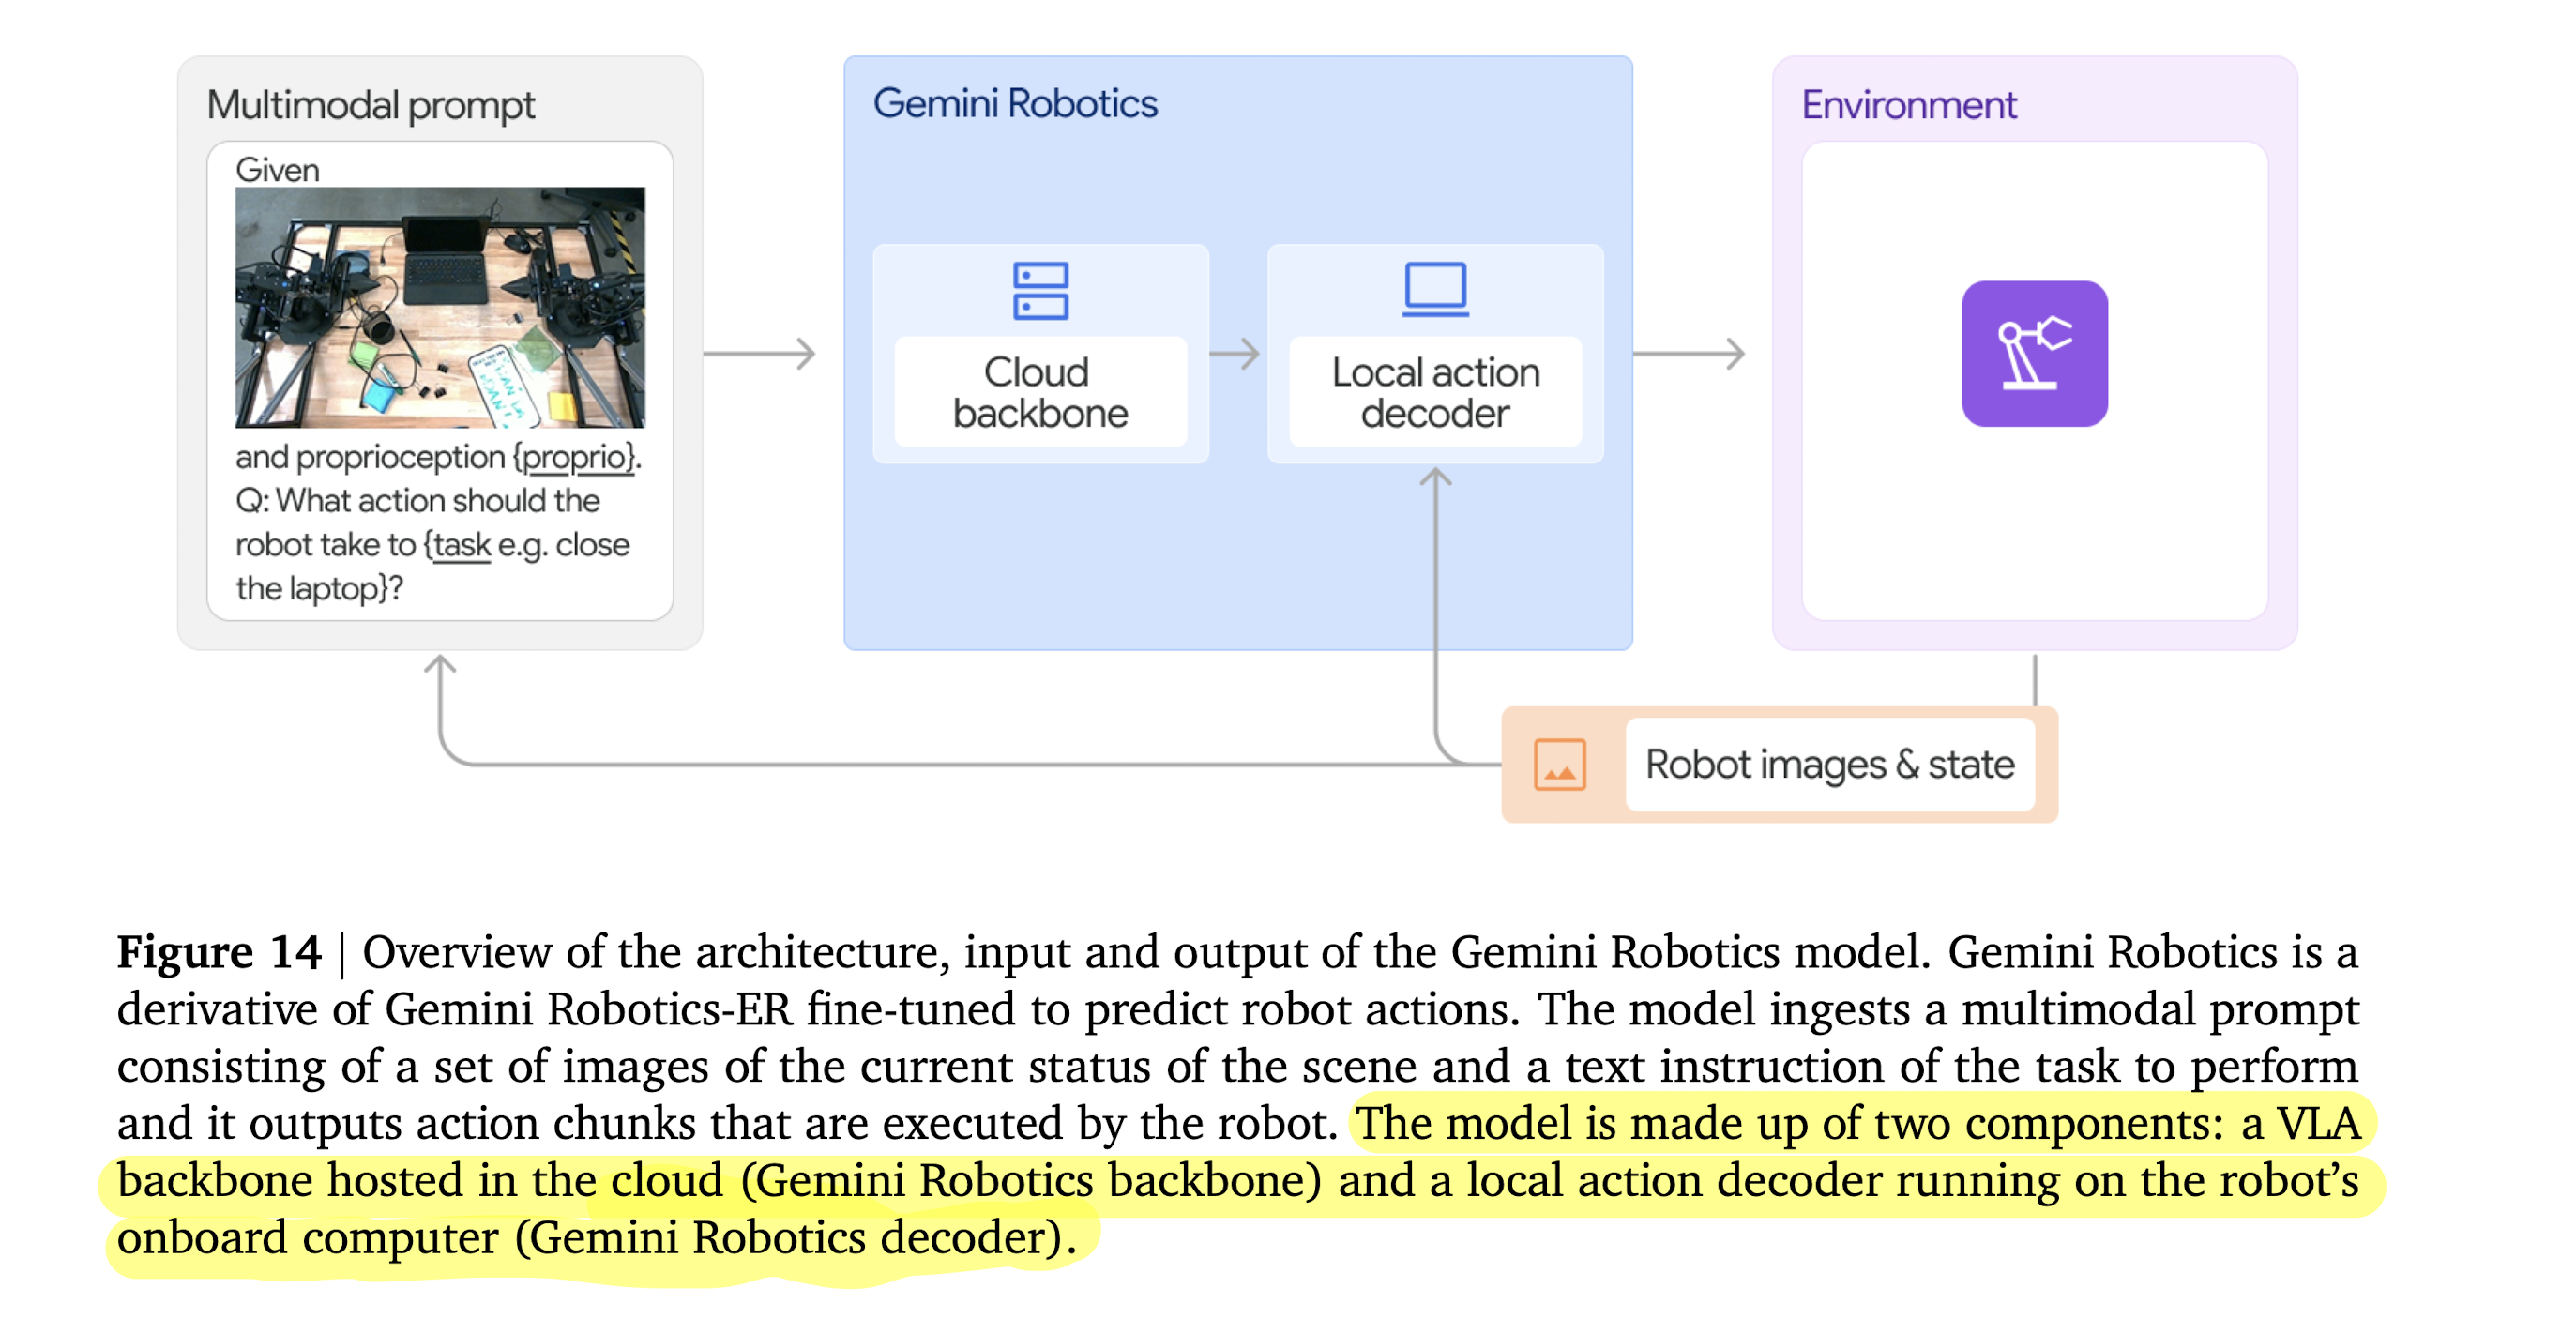 Multimodal prompt
Given
and proprioception {proprio}.
Q: What action should the
robot take to {task e.g. close
the laptop}?
Gemini Robotics
Cloud
backbone
Local action
decoder
Environment
Robot images & state
Figure 14 | Overview of the architecture, input and output of the Gemini Robotics model. Gemini Robotics is a
derivative of Gemini Robotics-ER fine-tuned to predict robot actions. The model ingests a multimodal prompt
consisting of a set of images of the current status of the scene and a text instruction of the task to perform
and it outputs action chunks that are executed by the robot. The model is made up of two components: a VLA
backbone hosted in the cloud (Gemini Robotics backbone) and a local action decoder running on the robot’s
onboard computer (Gemini Robotics decoder).